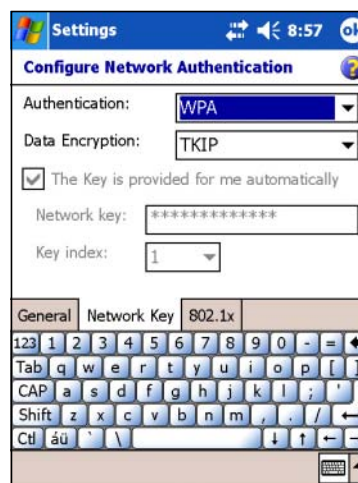 Settings 8:57 ok
Configure Network Authentication ?
Authentication: WPA
Data Encryption: TKIP
The Key is provided for me automatically
Network key: *************
Key index: 1
General Network Key 802.1x
123 1 2 3 4 5 6 7 8 9 0 - =
Tab q w e r t y u i o p [ ]
CAP a s d f g h j k l ; '
Shift z x c v b n m , . /
Ctl áü ` \